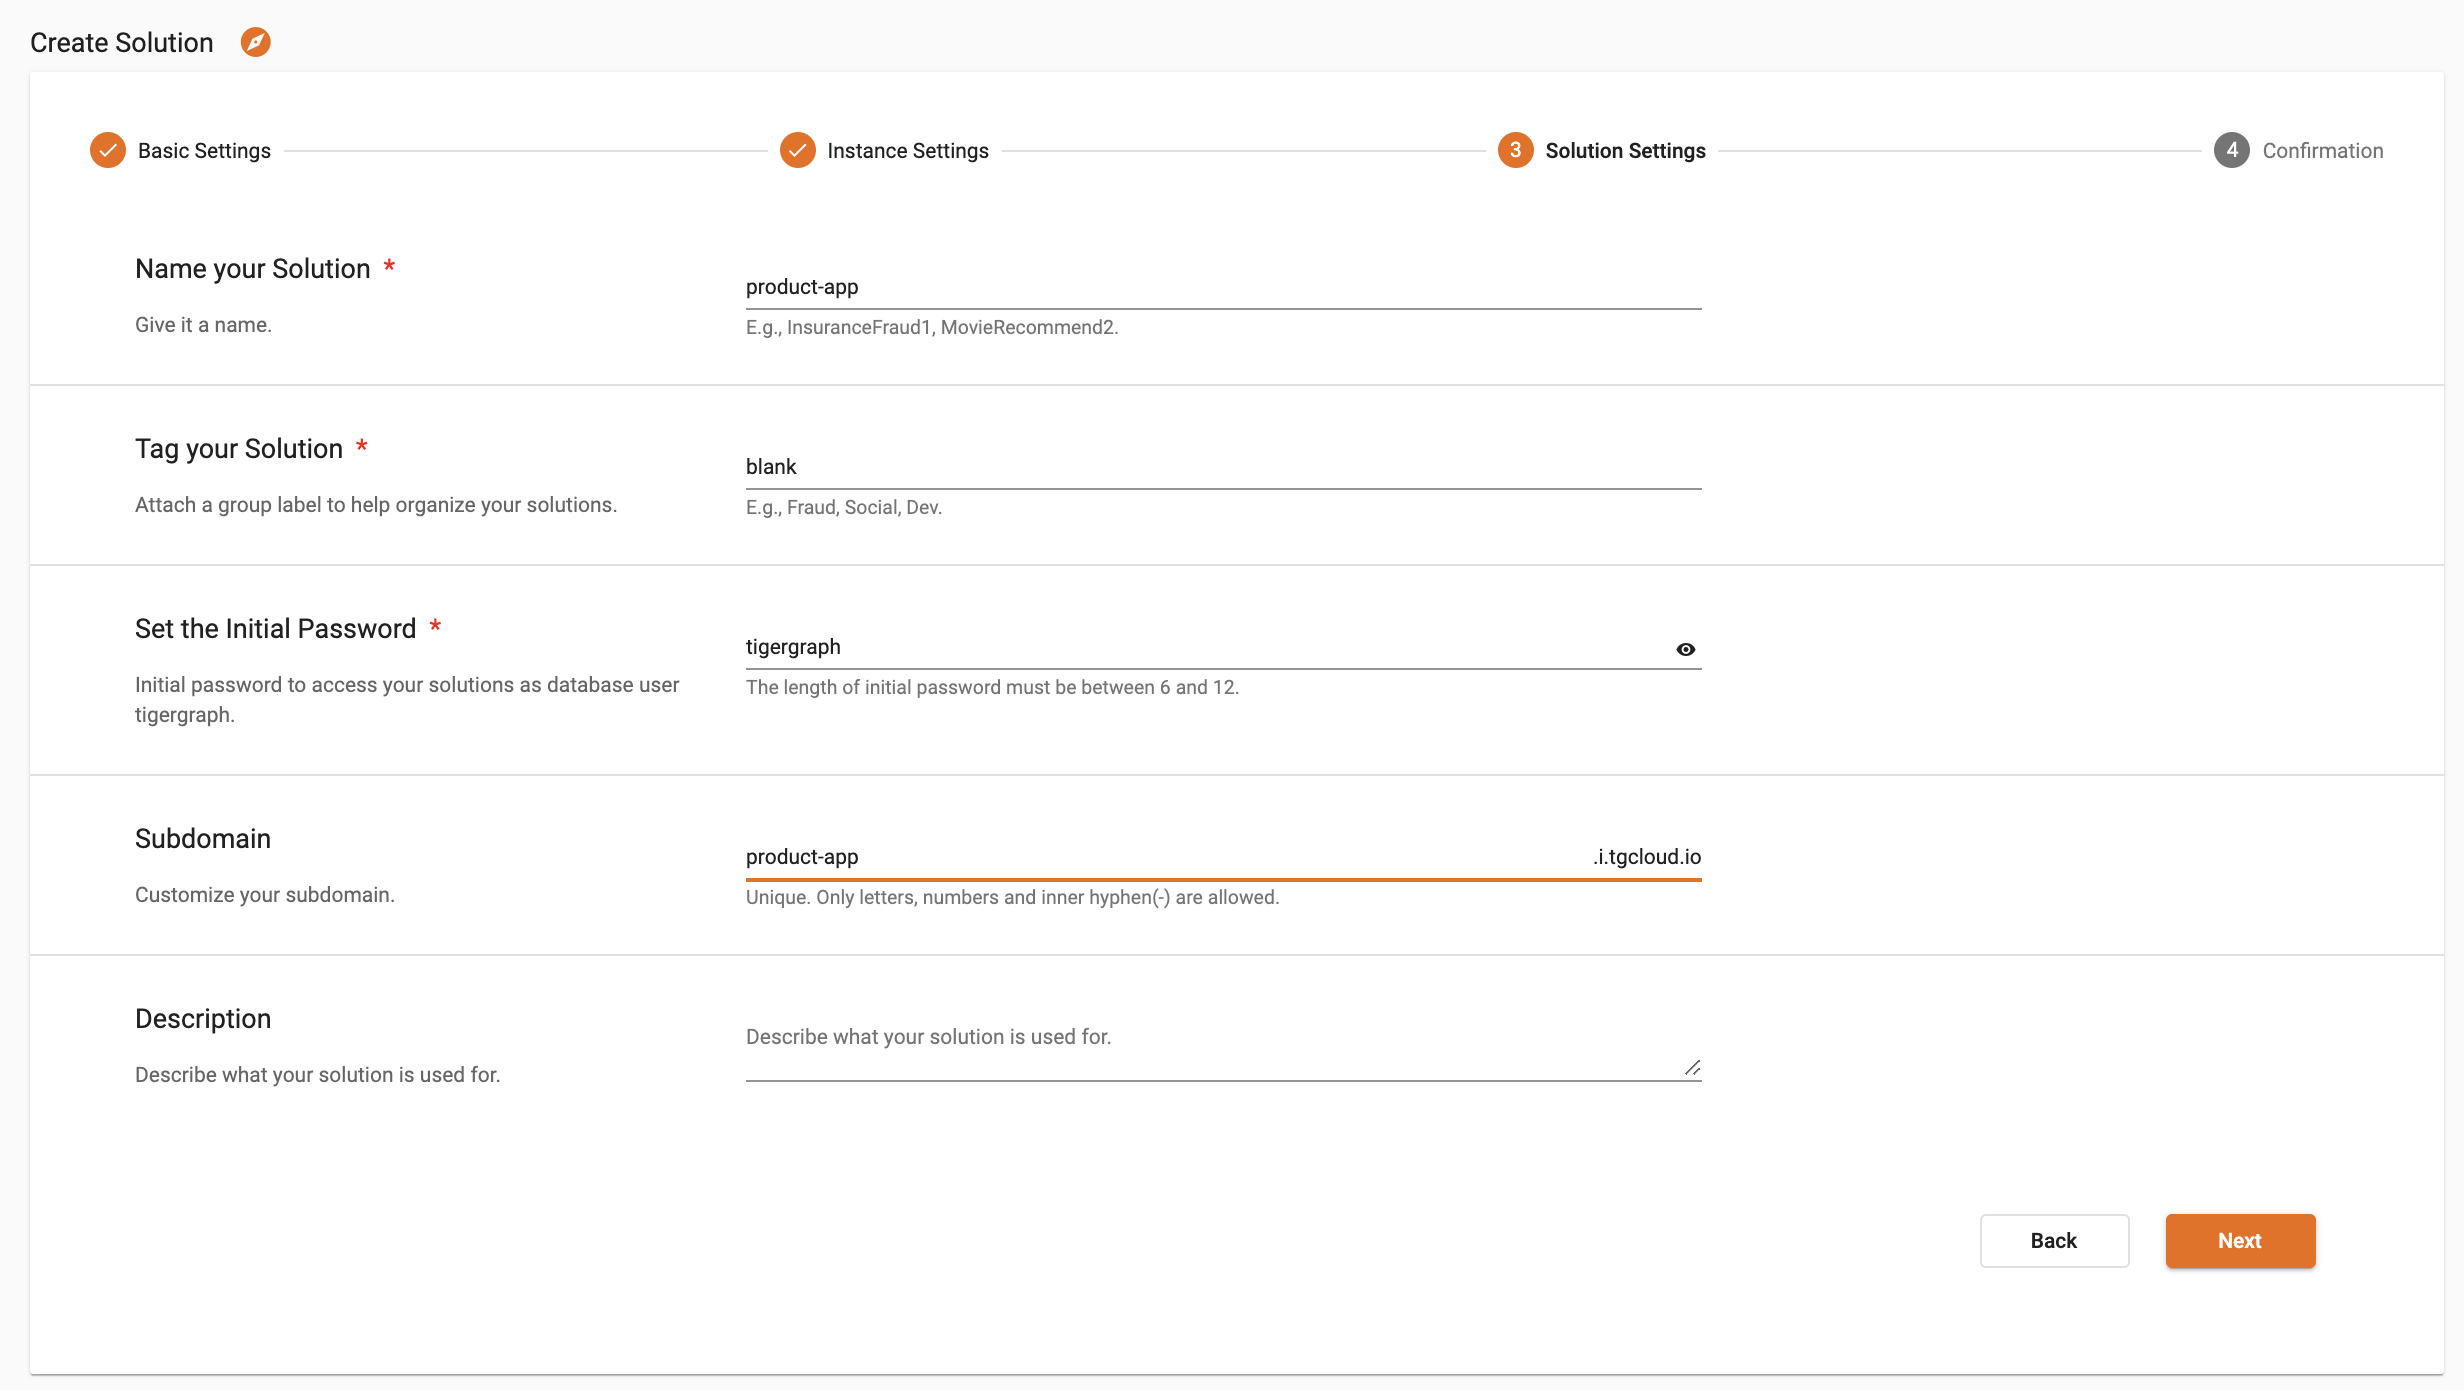 Create Solution
Basic Settings
Instance Settings
3 Solution Settings
4 Confirmation
Name your Solution *
product-app
Give it a name.
E.g., InsuranceFraud1, MovieRecommend2.
Tag your Solution *
blank
Attach a group label to help organize your solutions.
E.g., Fraud, Social, Dev.
Set the Initial Password *
tigergraph
Initial password to access your solutions as database user
tigergraph.
The length of initial password must be between 6 and 12.
Subdomain
product-app .i.tgcloud.io
Customize your subdomain.
Unique. Only letters, numbers and inner hyphen(-) are allowed.
Description
Describe what your solution is used for.
Describe what your solution is used for.
Back
Next